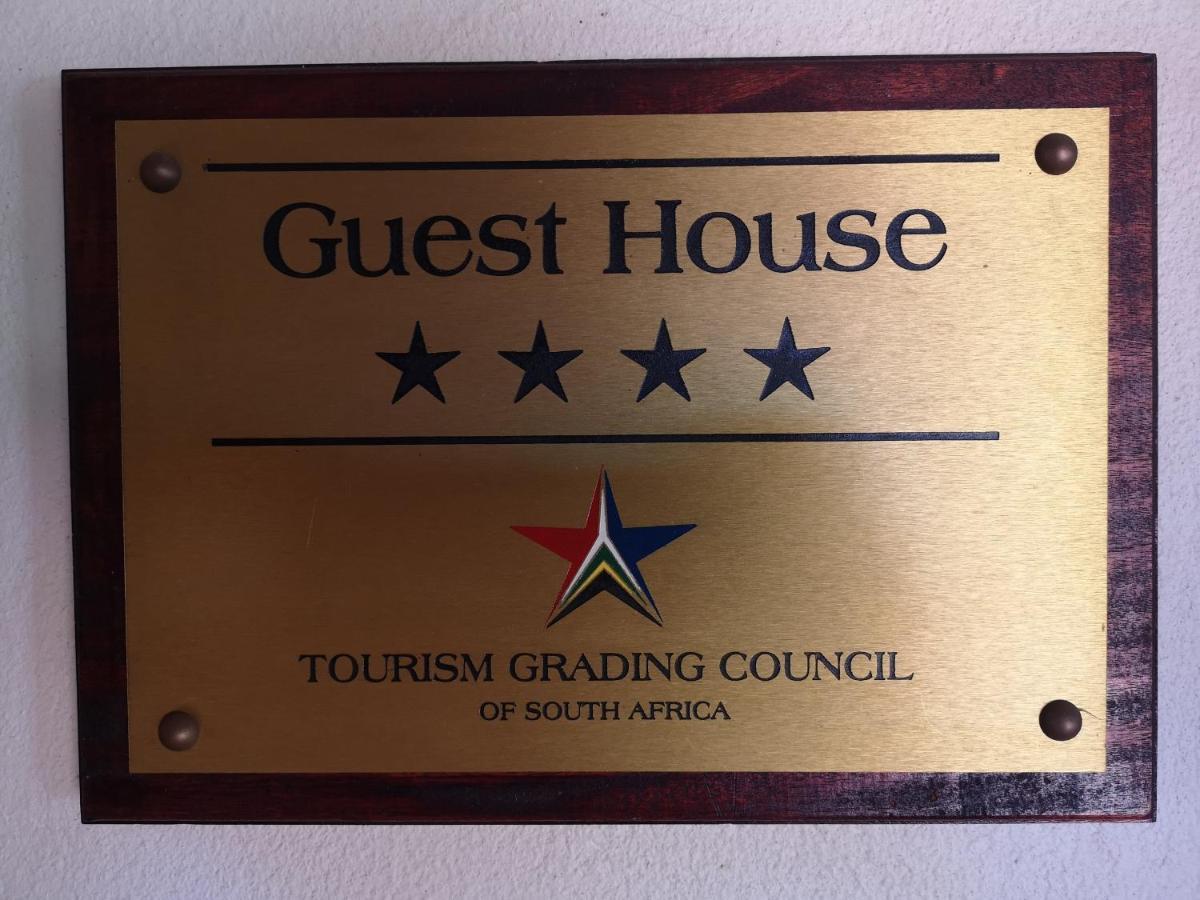 Guest House
TOURISM GRADING COUNCIL
OF SOUTH AFRICA